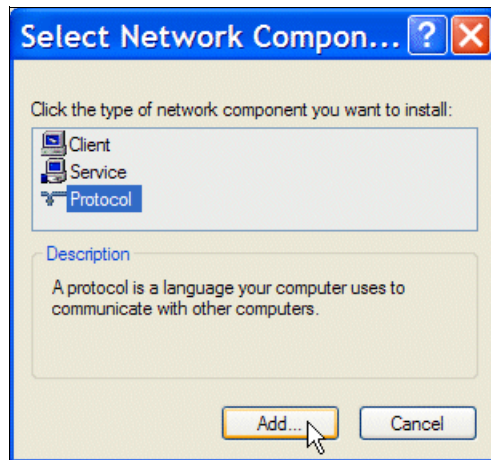 Select Network Compon...
Click the type of network component you want to install:
Client
Service
Protocol
Description
A protocol is a language your computer uses to
communicate with other computers.
Add...
Cancel